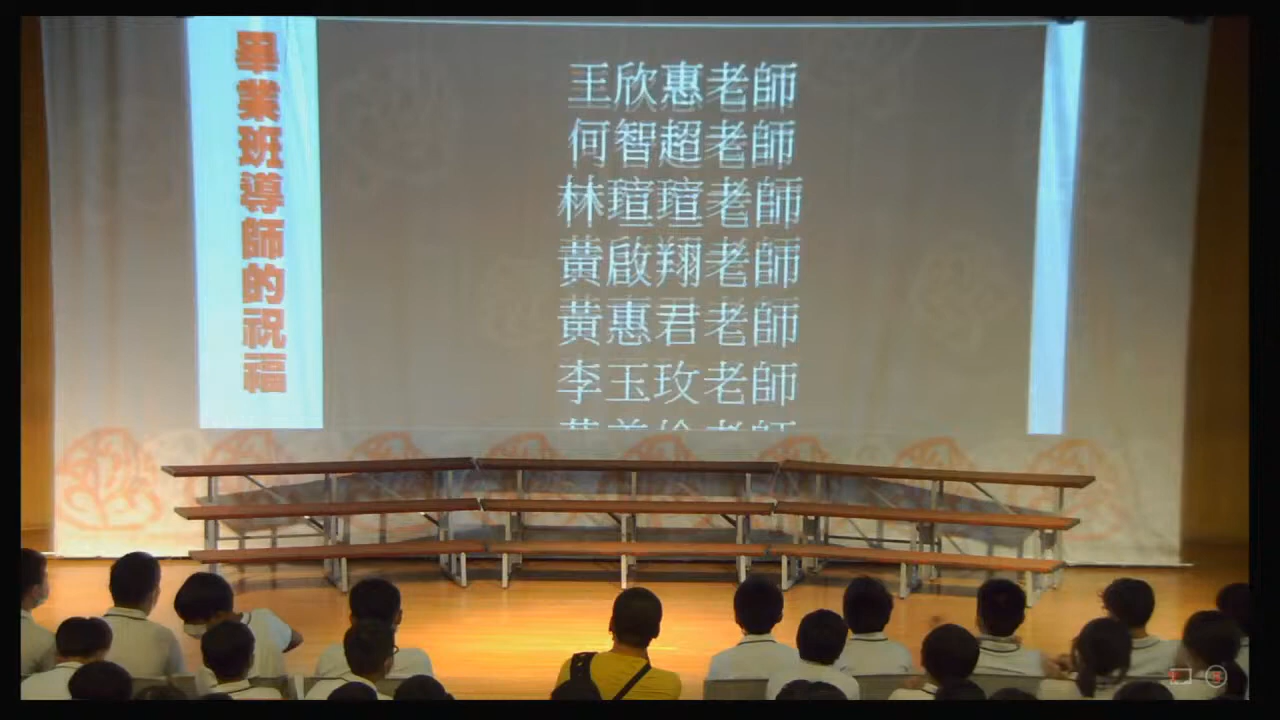 畢業班導師的祝福
王欣惠老師
何智超老師
林瑄瑄老師
黃啟翔老師
黃惠君老師
李玉玫老師